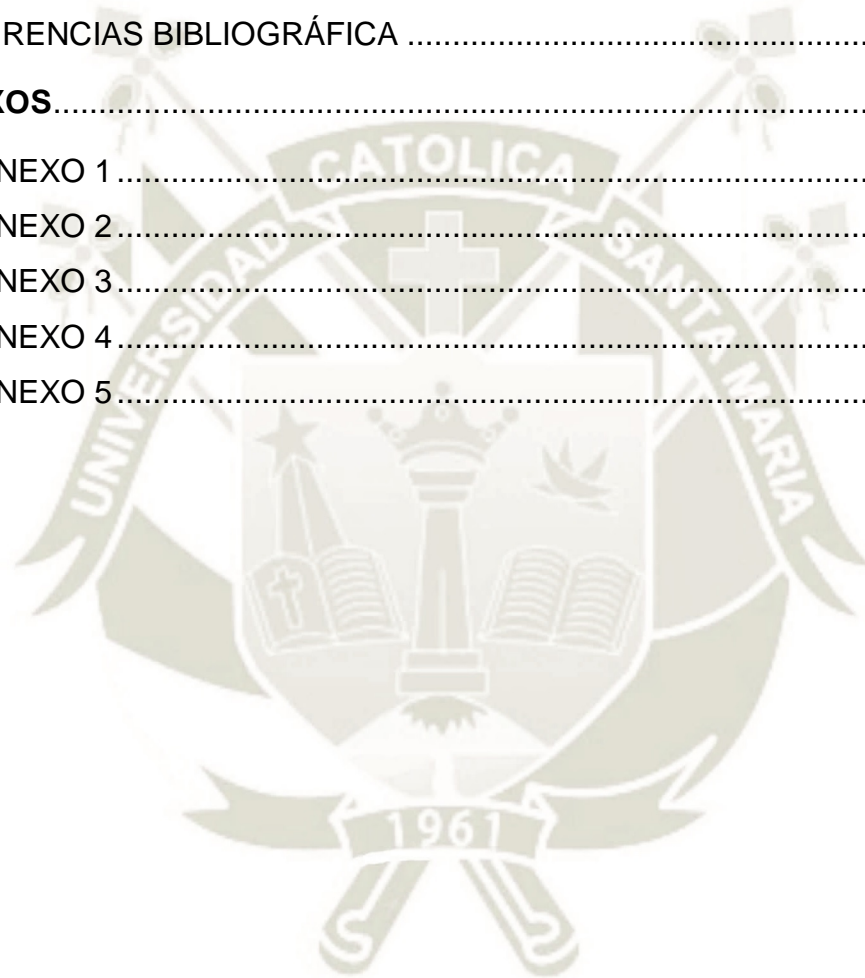 RENCIAS BIBLIOGRÁFICA ....................................................
XOS...........................................................................................
NEXO 1 ....................................................................................
NEXO 2 ....................................................................................
NEXO 3 ....................................................................................
NEXO 4 ....................................................................................
NEXO 5 ....................................................................................
UNIVERSIDAD CATOLICA SANTA MARIA
1961